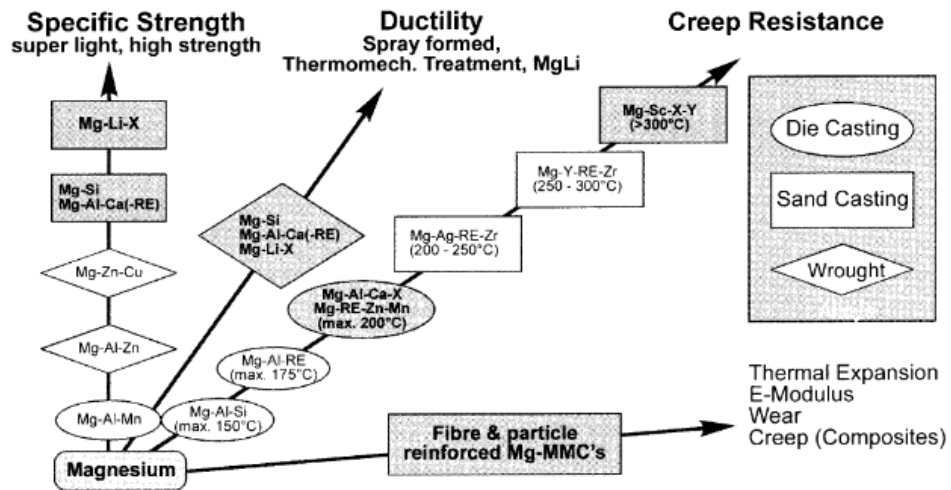 Specific Strength
super light, high strength
Ductility
Spray formed,
Thermomech. Treatment, MgLi
Creep Resistance
Mg-Li-X
Mg-Si
Mg-Al-Ca(-RE)
Mg-Zn-Cu
Mg-Al-Zn
Mg-Al-Mn
Magnesium
Mg-Si
Mg-Al-Ca(-RE)
Mg-Li-X
Mg-Sc-X-Y
(>300°C)
Mg-Y-RE-Zr
(250 - 300°C)
Mg-Ag-RE-Zr
(200 - 250°C)
Mg-Al-Ca-X
Mg-RE-Zn-Mn
(max. 200°C)
Mg-Al-RE
(max. 175°C)
Mg-Al-Si
(max. 150°C)
Fibre & particle
reinforced Mg-MMC's
Die Casting
Sand Casting
Wrought
Thermal Expansion
E-Modulus
Wear
Creep (Composites)